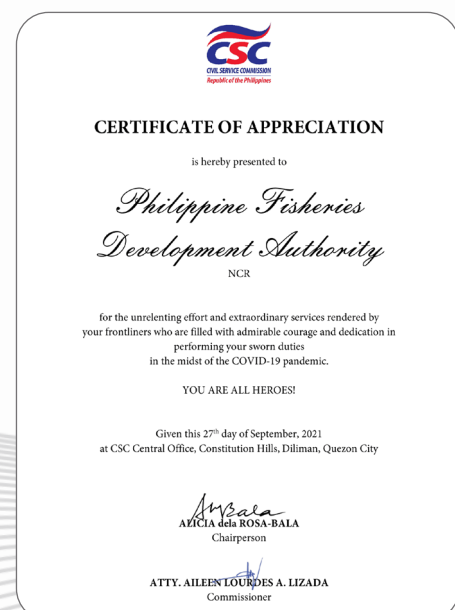 CSC
CIVIL SERVICE COMMISSION
Republic of the Philippines
CERTIFICATE OF APPRECIATION
is hereby presented to
Philippine Fisheries
Development Authority
NCR
for the unrelenting effort and extraordinary services rendered by
your frontliners who are filled with admirable courage and dedication in
performing your sworn duties
in the midst of the COVID-19 pandemic.
YOU ARE ALL HEROES!
Given this 27th day of September, 2021
at CSC Central Office, Constitution Hills, Diliman, Quezon City
ALICIA dela ROSA-BALA
Chairperson
ATTY. AILEEN LOURDES A. LIZADA
Commissioner